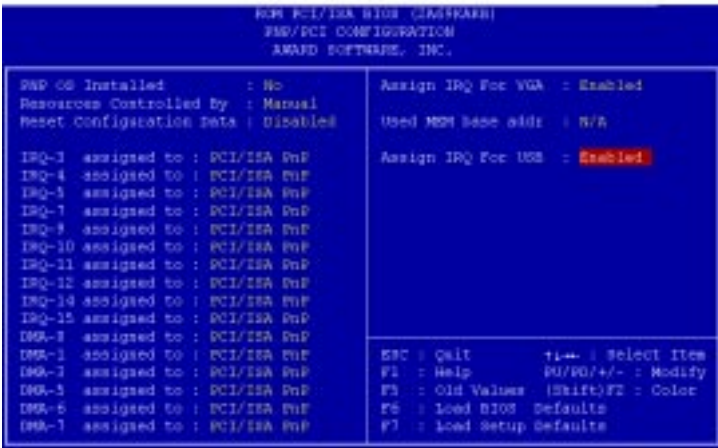 ROM PCI/ISA BIOS
PNP/PCI CONFIGURATION
AWARD SOFTWARE, INC.
PNP OS Installed : No
Resources Controlled By : Manual
Reset Configuration Data : Disabled
IRQ-3 assigned to : PCI/ISA PnP
IRQ-4 assigned to : PCI/ISA PnP
IRQ-5 assigned to : PCI/ISA PnP
IRQ-7 assigned to : PCI/ISA PnP
IRQ-9 assigned to : PCI/ISA PnP
IRQ-10 assigned to : PCI/ISA PnP
IRQ-11 assigned to : PCI/ISA PnP
IRQ-12 assigned to : PCI/ISA PnP
IRQ-14 assigned to : PCI/ISA PnP
IRQ-15 assigned to : PCI/ISA PnP
DMA-0 assigned to : PCI/ISA PnP
DMA-1 assigned to : PCI/ISA PnP
DMA-3 assigned to : PCI/ISA PnP
DMA-5 assigned to : PCI/ISA PnP
DMA-6 assigned to : PCI/ISA PnP
DMA-7 assigned to : PCI/ISA PnP
Assign IRQ For VGA : Enabled
Used MEM base addr : N/A
Assign IRQ For USB : Enabled
ESC : Quit ↑↓→← : Select Item
F1 : Help PU/PD/+/- : Modify
F5 : Old Values (Shift)F2 : Color
F6 : Load BIOS Defaults
F7 : Load Setup Defaults